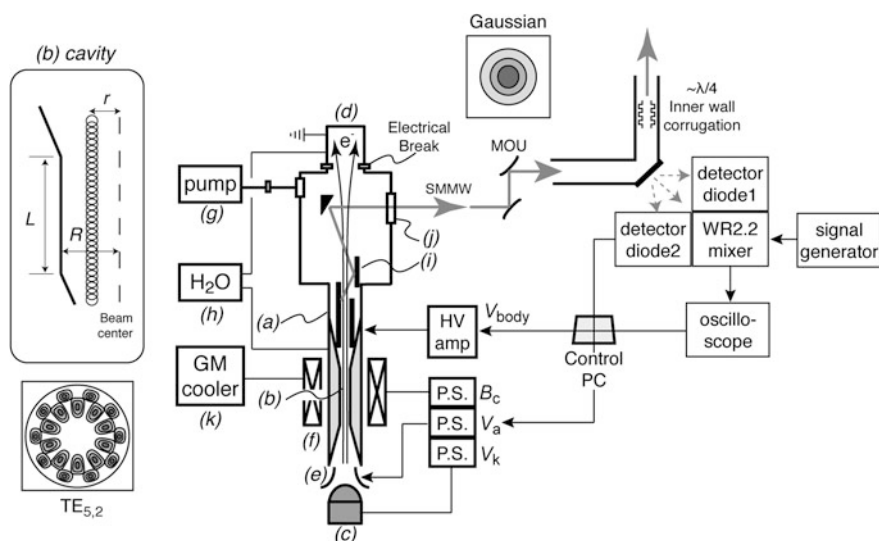 (b) cavity
r
L
R
Beam
center
TE5,2
Gaussian
~λ/4
Inner wall
corrugation
(d)
e-
Electrical
Break
MOU
SMMW
pump
(g)
(j)
(i)
H2O
(h)
(a)
GM
cooler
(k)
(b)
(f)
(e)
(c)
HV
amp
Vbody
Control
PC
P.S.
Bc
P.S.
Va
P.S.
Vk
detector
diode1
detector
diode2
WR2.2
mixer
signal
generator
oscillo-
scope